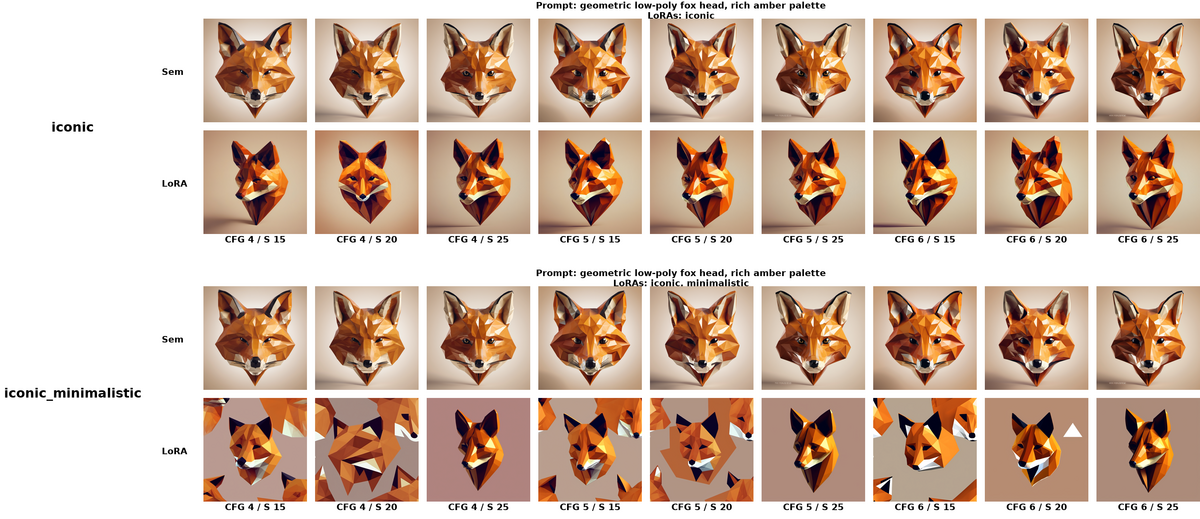 Prompt: geometric low-poly fox head, rich amber palette
LoRAs: iconic
Sem
iconic
LoRA
CFG 4 / S 15 CFG 4 / S 20 CFG 4 / S 25 CFG 5 / S 15 CFG 5 / S 20 CFG 5 / S 25 CFG 6 / S 15 CFG 6 / S 20 CFG 6 / S 25
Prompt: geometric low-poly fox head, rich amber palette
LoRAs: iconic, minimalistic
Sem
iconic_minimalistic
LoRA
CFG 4 / S 15 CFG 4 / S 20 CFG 4 / S 25 CFG 5 / S 15 CFG 5 / S 20 CFG 5 / S 25 CFG 6 / S 15 CFG 6 / S 20 CFG 6 / S 25